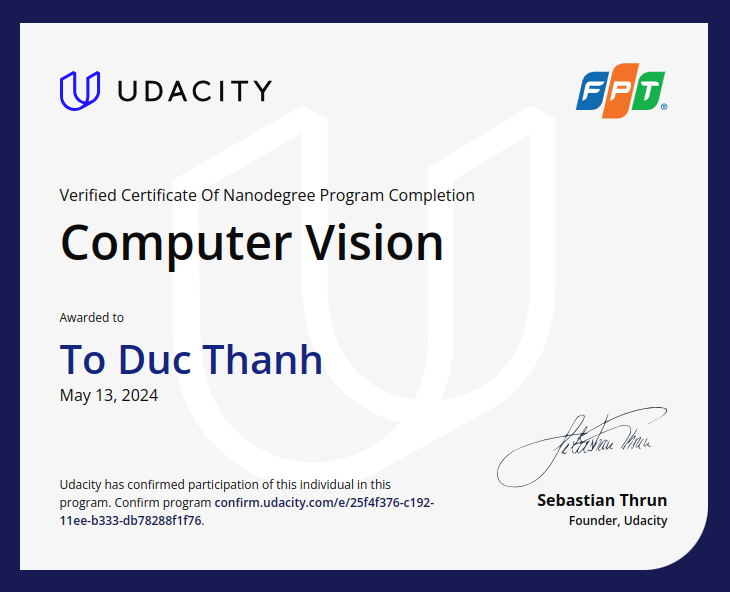 UDACITY
FPT®
Verified Certificate Of Nanodegree Program Completion
Computer Vision
Awarded to
To Duc Thanh
May 13, 2024
Sebastian Thrun
Udacity has confirmed participation of this individual in this
program. Confirm program confirm.udacity.com/e/25f4f376-c192-
11ee-b333-db78288f1f76.
Sebastian Thrun
Founder, Udacity